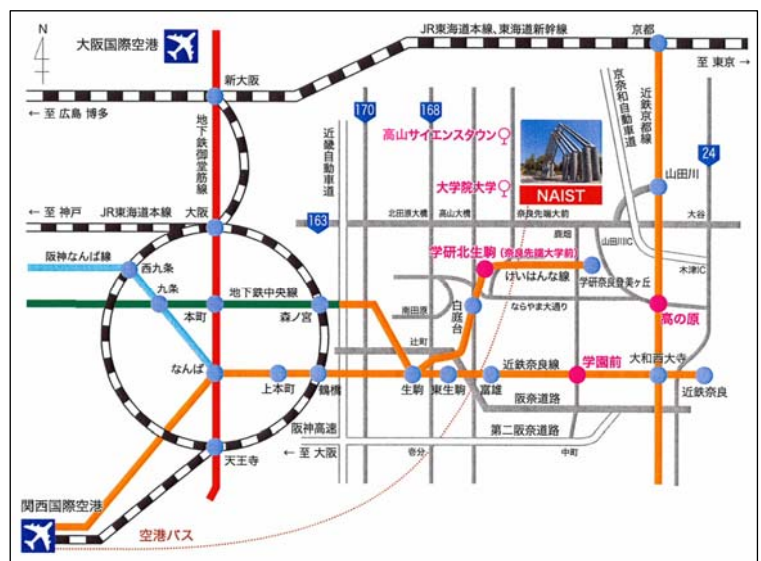 JR東海道本線、東海道新幹線
京都
N
大阪国際空港
至 東京 →
新大阪
← 至 広島 博多
地下鉄御堂筋線
近畿自動車道
170
168
高山サイエンスタウン
京奈和自動車道
近鉄京都線
24
NAIST
山田川
大学院大学
← 至 神戸
JR東海道本線
大阪
163
北田原大橋
高山大橋
奈良先端大前
大谷
鹿畑
山田川IC
木津IC
阪神なんば線
西九条
学研北生駒(奈良先端大学前)
けいはんな線
学研奈良登美ヶ丘
九条
本町
地下鉄中央線
森ノ宮
南田原
白庭台
ならやま大通り
高の原
辻町
なんば
上本町
鶴橋
生駒
東生駒
富雄
近鉄奈良線
学園前
大和西大寺
近鉄奈良
阪奈道路
阪神高速
← 至 大阪
第二阪奈道路
壱分
中町
天王寺
関西国際空港
空港バス